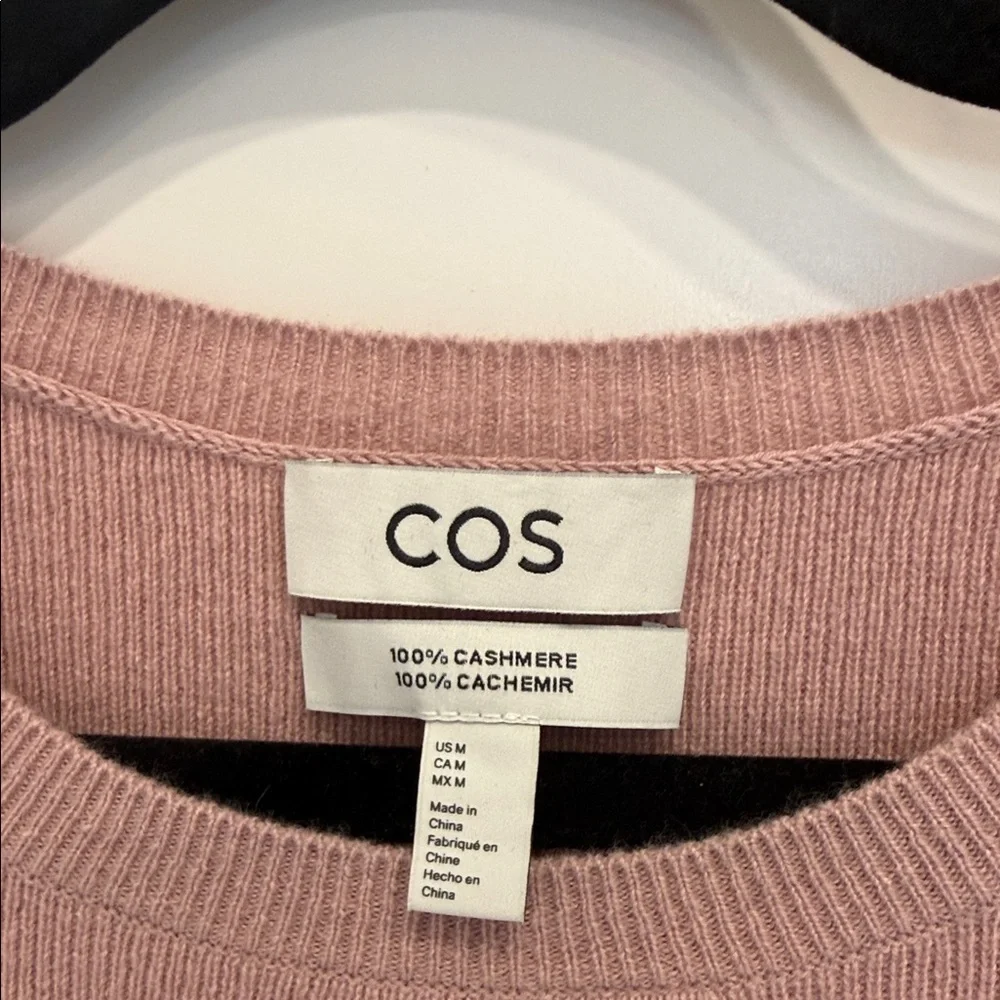 COS
100% CASHMERE
100% CACHEMIR
US M
CA M
MX M
Made in
China
Fabriqué en
Chine
Hecho en
China